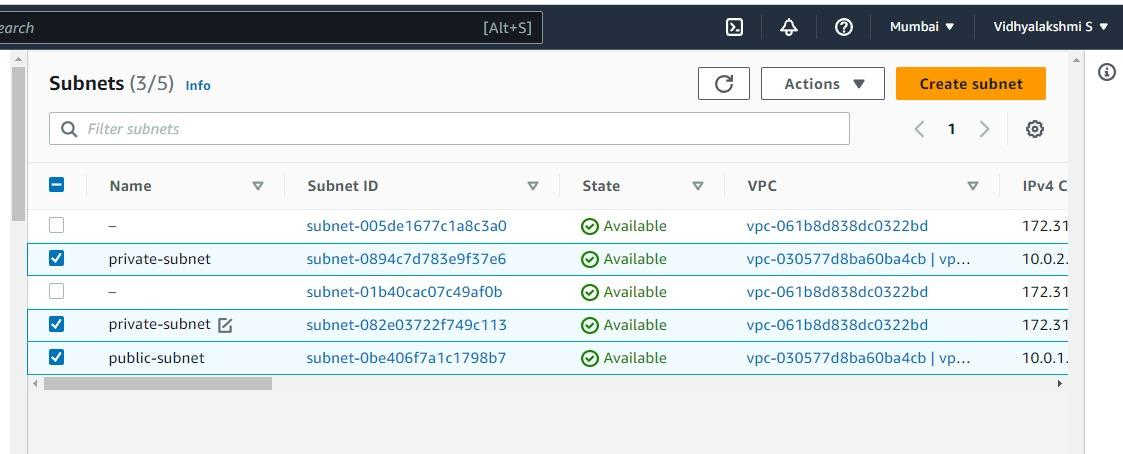 earch [Alt+S] Mumbai Vidhyalakshmi S
Subnets (3/5) Info Actions Create subnet
Filter subnets 1
Name Subnet ID State VPC IPv4 C
– subnet-005de1677c1a8c3a0 Available vpc-061b8d838dc0322bd 172.31
private-subnet subnet-0894c7d783e9f37e6 Available vpc-030577d8ba60ba4cb | vp... 10.0.2.
– subnet-01b40cac07c49af0b Available vpc-061b8d838dc0322bd 172.31
private-subnet subnet-082e03722f749c113 Available vpc-061b8d838dc0322bd 172.31
public-subnet subnet-0be406f7a1c1798b7 Available vpc-030577d8ba60ba4cb | vp... 10.0.1.